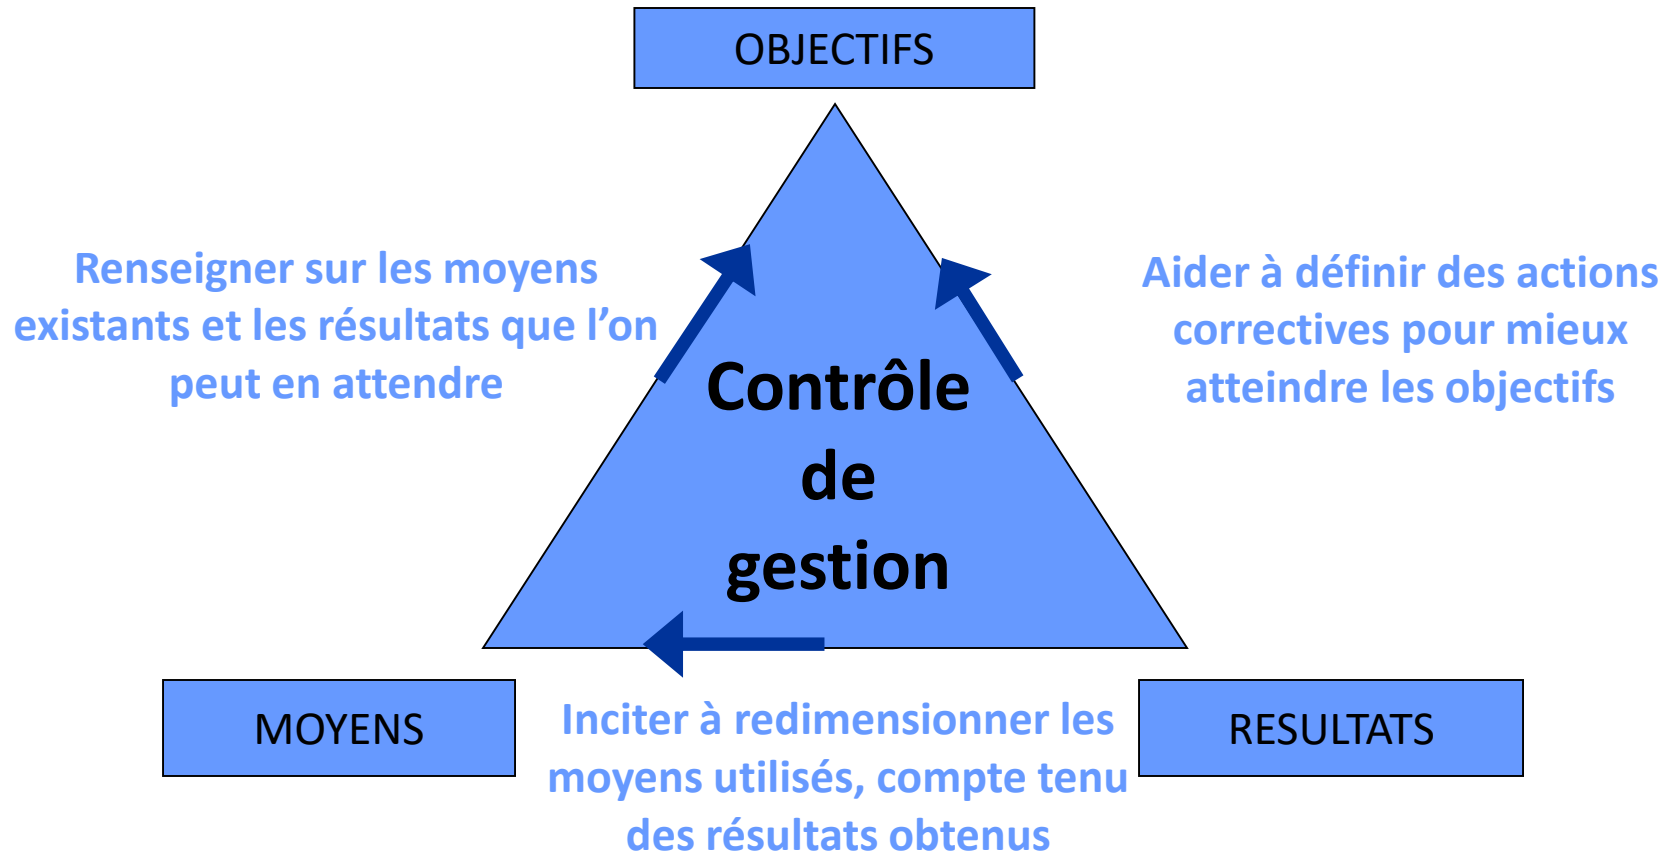 OBJECTIFS
Renseigner sur les moyens
existants et les résultats que l’on
peut en attendre
Aider à définir des actions
correctives pour mieux
atteindre les objectifs
Contrôle
de
gestion
MOYENS
Inciter à redimensionner les
moyens utilisés, compte tenu
des résultats obtenus
RESULTATS